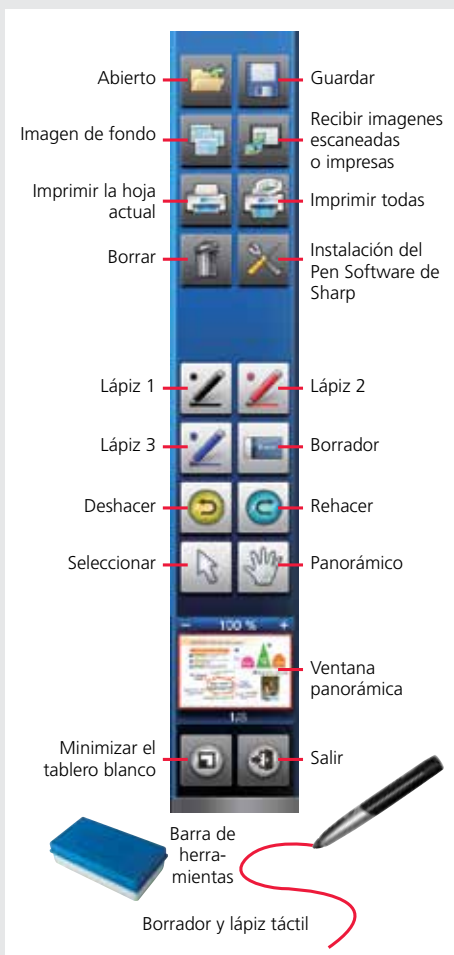 Abierto
Guardar
Imagen de fondo
Recibir imagenes
escaneadas
o impresas
Imprimir la hoja
actual
Imprimir todas
Borrar
Instalación del
Pen Software de
Sharp
Lápiz 1
Lápiz 2
Lápiz 3
Borrador
Deshacer
Rehacer
Seleccionar
Panorámico
− 100 % +
Ventana
panorámica
Minimizar el
tablero blanco
Salir
Barra de
herra-
mientas
Borrador y lápiz táctil